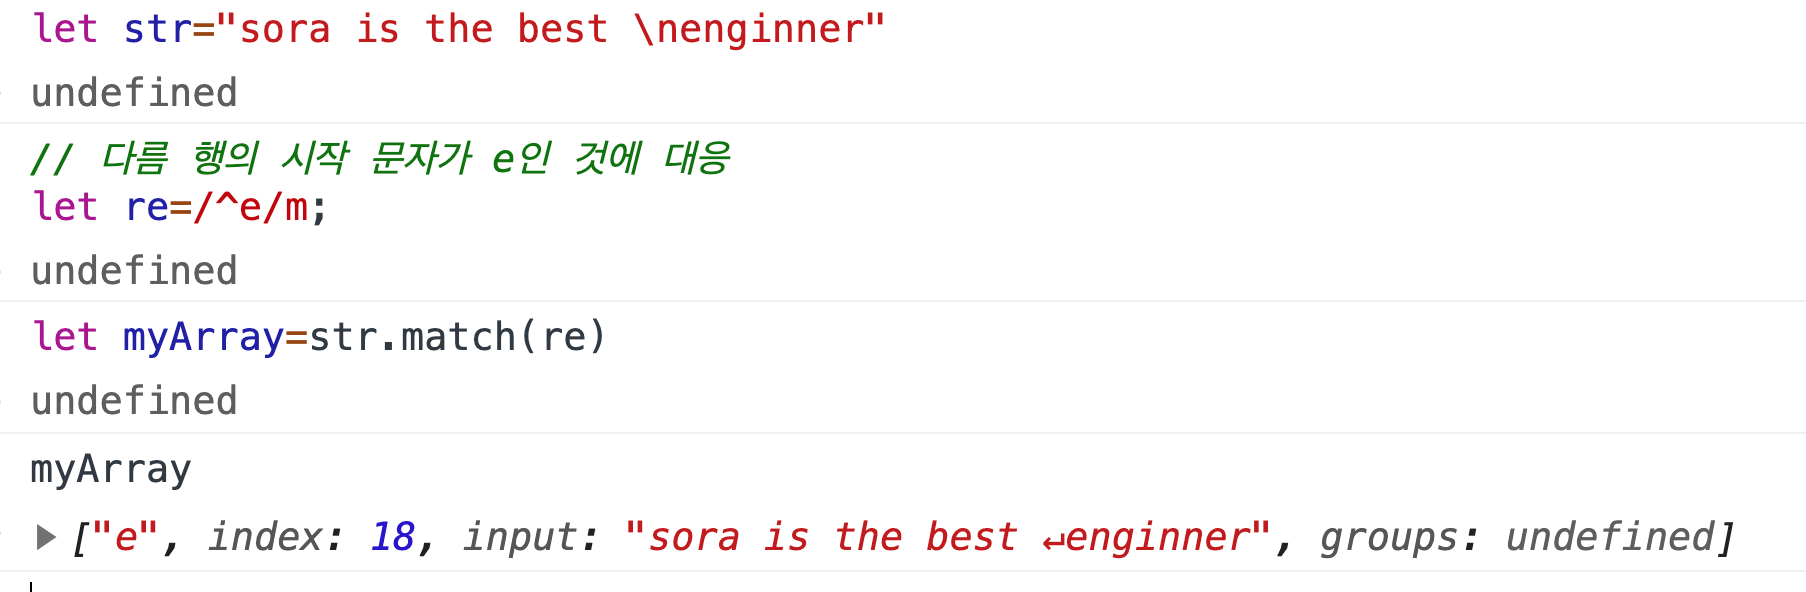 let str="sora is the best \nenginner"
undefined
// 다름 행의 시작 문자가 e인 것에 대응
let re=/^e/m;
undefined
let myArray=str.match(re)
undefined
myArray
▶ ["e", index: 18, input: "sora is the best ↵enginner", groups: undefined]